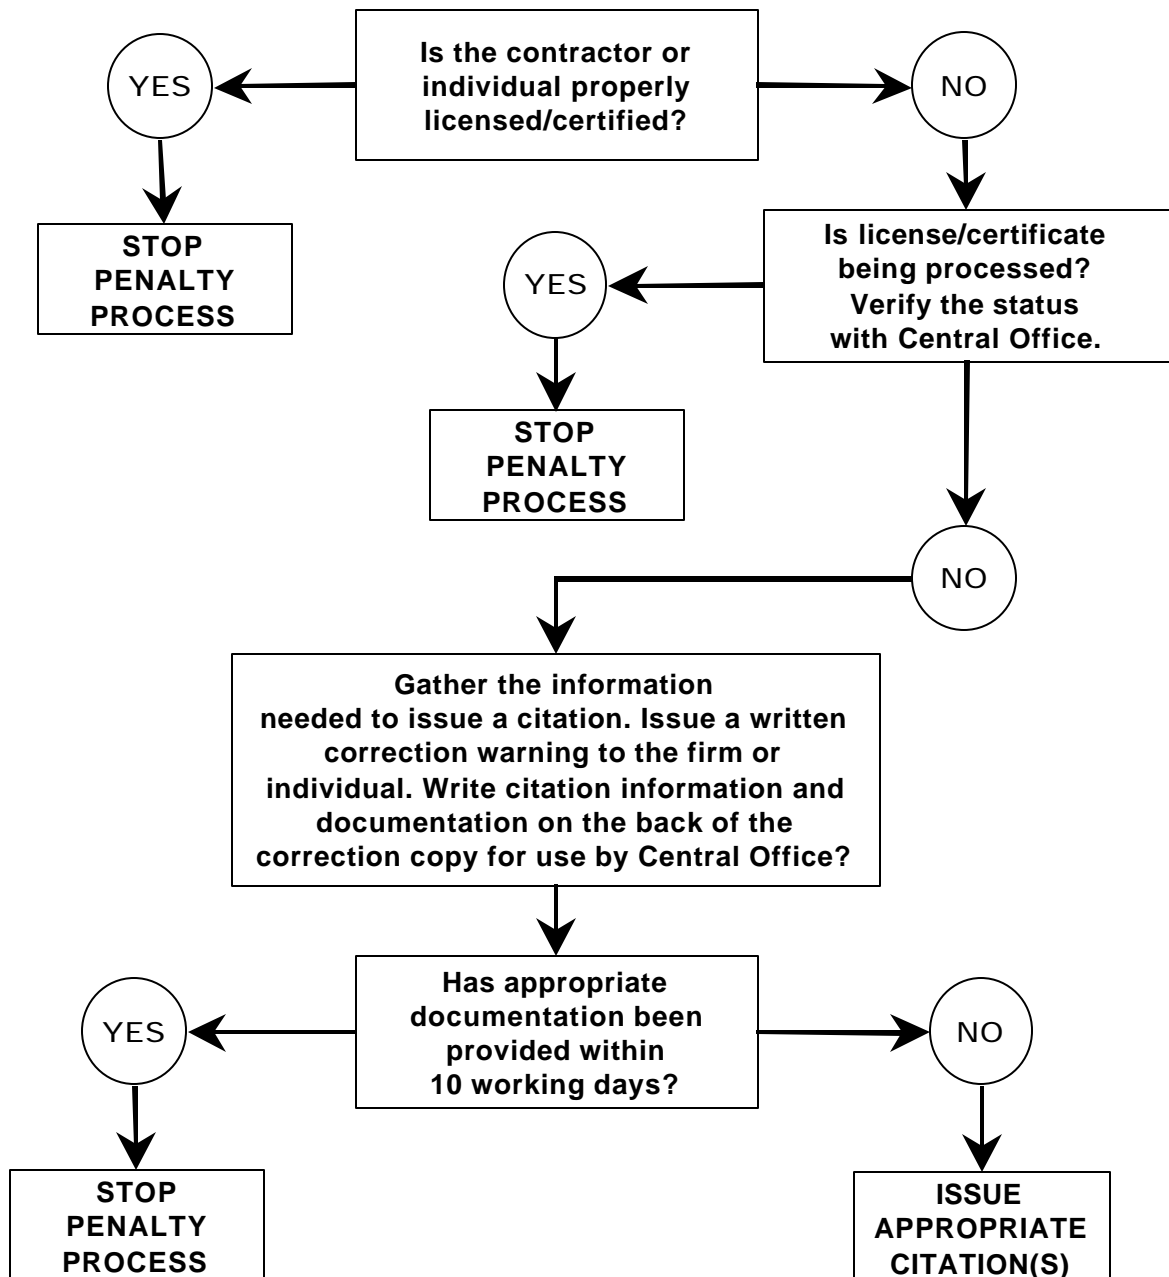 Is the contractor or
individual properly
licensed/certified?
YES
NO
STOP
PENALTY
PROCESS
Is license/certificate
being processed?
Verify the status
with Central Office.
YES
STOP
PENALTY
PROCESS
NO
Gather the information
needed to issue a citation. Issue a written
correction warning to the firm or
individual. Write citation information and
documentation on the back of the
correction copy for use by Central Office?
Has appropriate
documentation been
provided within
10 working days?
YES
NO
STOP
PENALTY
PROCESS
ISSUE
APPROPRIATE
CITATION(S)